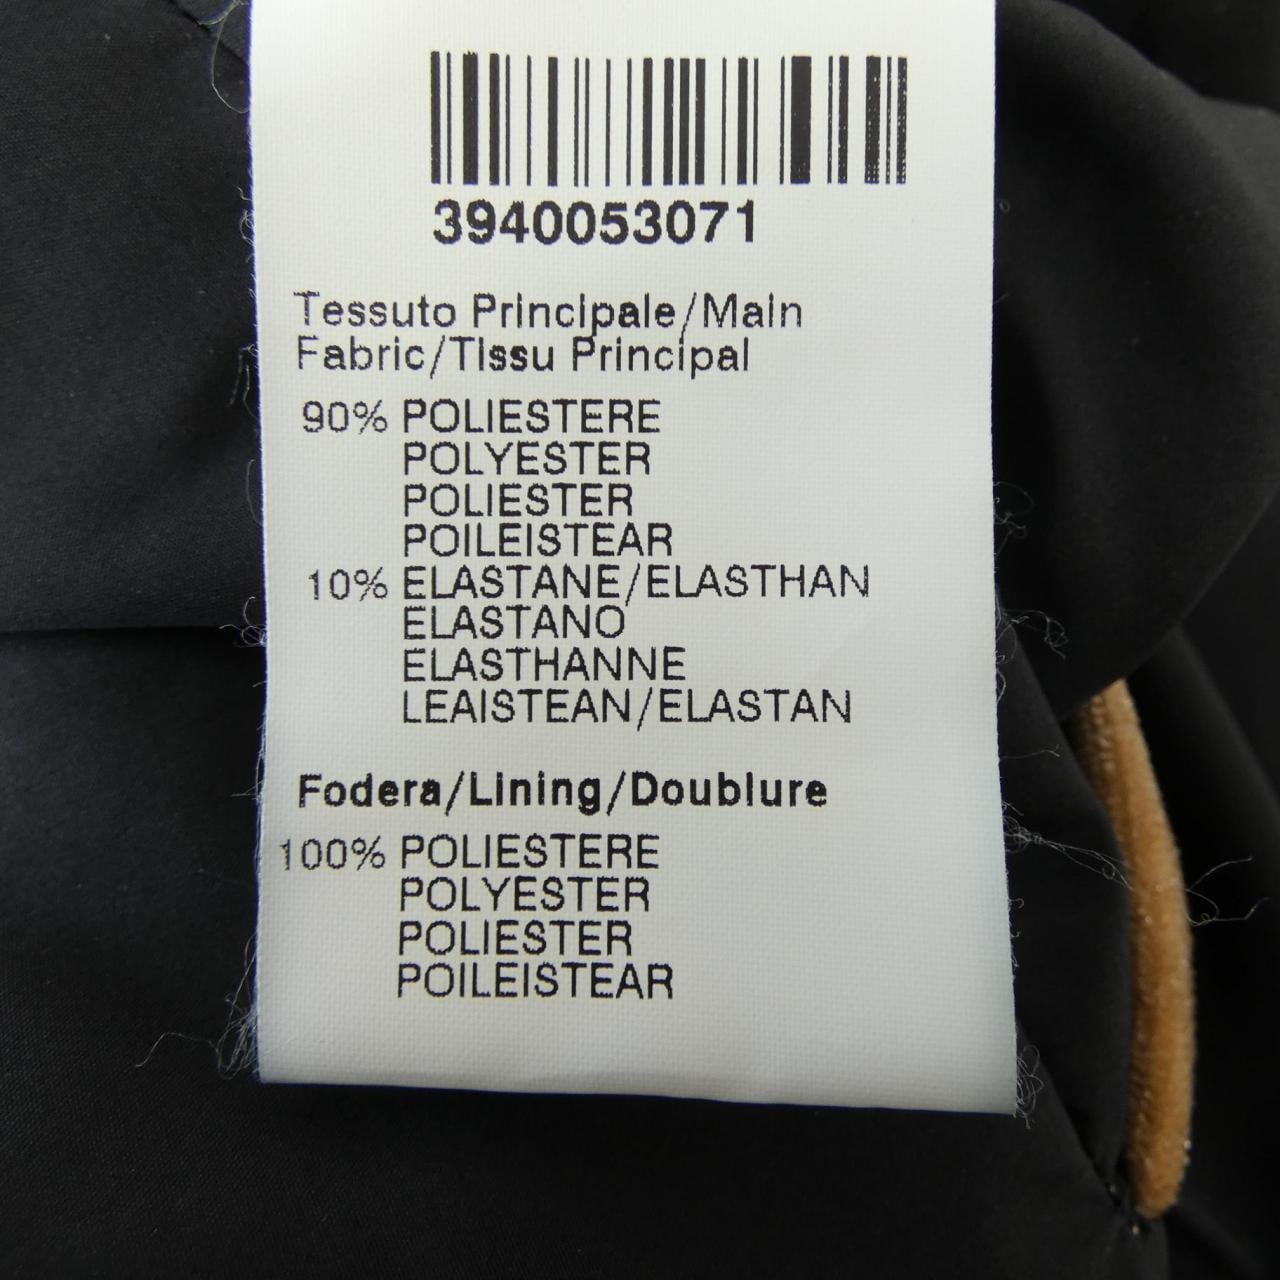 3940053071
Tessuto Principale/Main
Fabric/Tissu Principal
90% POLIESTERE
POLYESTER
POLIESTER
POILEISTEAR
10% ELASTANE/ELASTHAN
ELASTANO
ELASTHANNE
LEAISTEAN/ELASTAN
Fodera/Lining/Doublure
100% POLIESTERE
POLYESTER
POLIESTER
POILEISTEAR